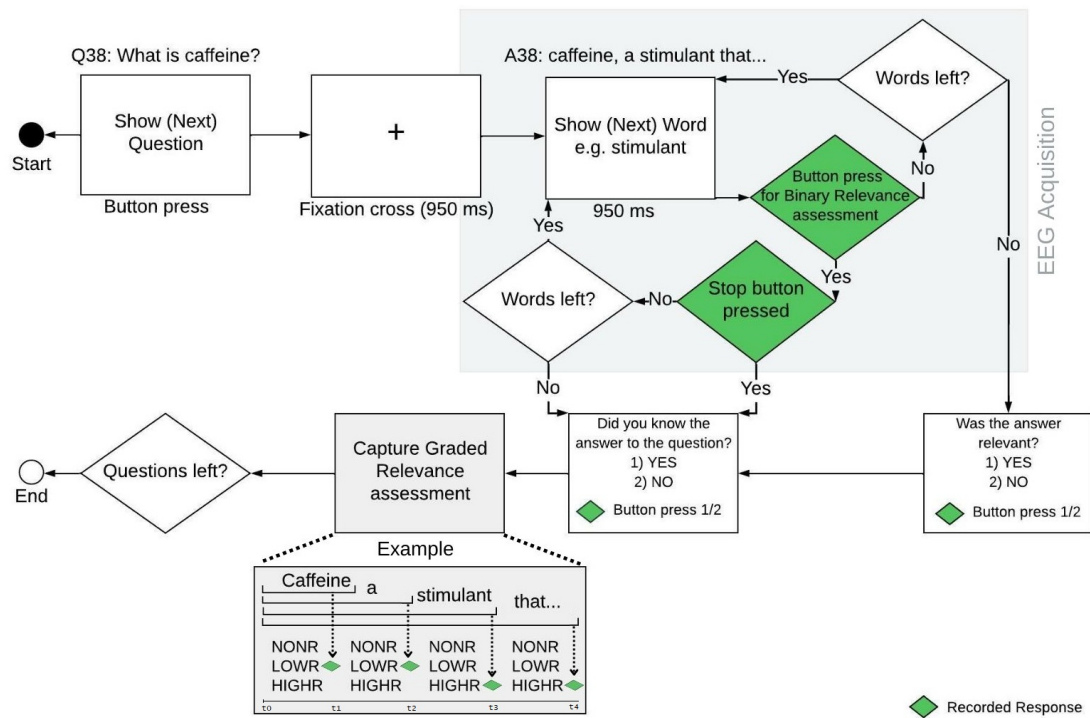 Q38: What is caffeine?
A38: caffeine, a stimulant that...
Start
Show (Next)
Question
Button press
+
Fixation cross (950 ms)
Show (Next) Word
e.g. stimulant
950 ms
Yes
Words left?
No
Button press
for Binary Relevance
assessment
No
EEG Acquisition
Yes
Yes
Words left?
No
Stop button
pressed
No
Yes
End
Questions left?
Capture Graded
Relevance
assessment
Did you know the
answer to the question?
1) YES
2) NO
Button press 1/2
Was the answer
relevant?
1) YES
2) NO
Button press 1/2
Example
Caffeine
a
stimulant
that...
NONR NONR NONR NONR
LOWR LOWR LOWR LOWR
HIGHR HIGHR HIGHR HIGHR
τ0 τ1 τ2 τ3 τ4
Recorded Response